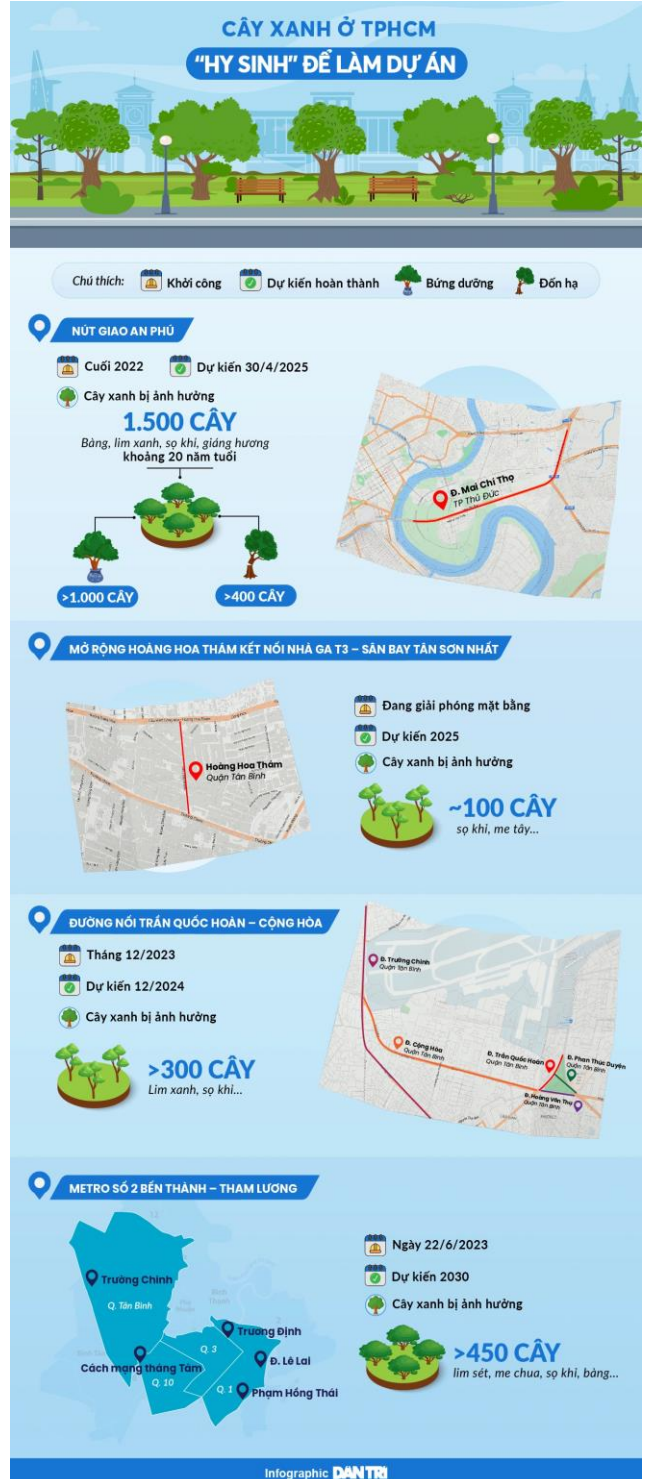 CÂY XANH Ở TPHCM
“HY SINH” ĐỂ LÀM DỰ ÁN
Chú thích: Khởi công Dự kiến hoàn thành Bứng dưỡng Đốn hạ
NÚT GIAO AN PHÚ
Cuối 2022 Dự kiến 30/4/2025
Cây xanh bị ảnh hưởng
1.500 CÂY
Bàng, lim xanh, sọ khỉ, giáng hương
khoảng 20 năm tuổi
>1.000 CÂY
>400 CÂY
Đ. Mai Chí Thọ
TP Thủ Đức
MỞ RỘNG HOÀNG HOA THÁM KẾT NỐI NHÀ GA T3 – SÂN BAY TÂN SƠN NHẤT
Hoàng Hoa Thám
Quận Tân Bình
Đang giải phóng mặt bằng
Dự kiến 2025
Cây xanh bị ảnh hưởng
~100 CÂY
sọ khỉ, me tây...
ĐƯỜNG NỐI TRẦN QUỐC HOÀN – CỘNG HÒA
Tháng 12/2023
Dự kiến 12/2024
Cây xanh bị ảnh hưởng
>300 CÂY
Lim xanh, sọ khỉ...
Đ. Trường Chinh
Quận Tân Bình
Đ. Cộng Hòa
Quận Tân Bình
Đ. Trần Quốc Hoàn
Quận Tân Bình
Đ. Phan Thúc Duyện
Quận Tân Bình
Đ. Hoàng Văn Thụ
Quận Tân Bình
METRO SỐ 2 BẾN THÀNH – THAM LƯƠNG
Trường Chinh
Q. Tân Bình
Cách mạng tháng Tám
Q. 10
Q. 3
Q. 1
Trương Định
Đ. Lê Lai
Phạm Hồng Thái
Ngày 22/6/2023
Dự kiến 2030
Cây xanh bị ảnh hưởng
>450 CÂY
lim sét, me chua, sọ khỉ, bàng...
Infographic DÂN TRÍ